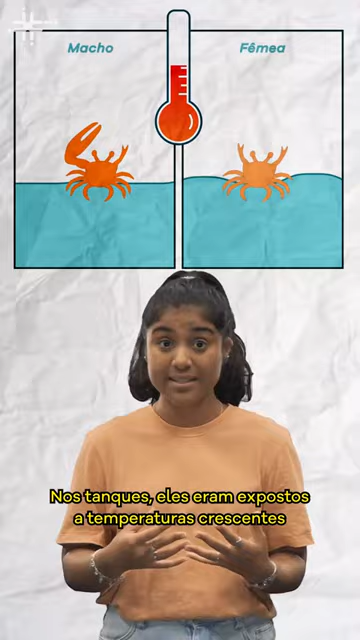 Macho
Fêmea
Nos tanques, eles eram expostos
a temperaturas crescentes